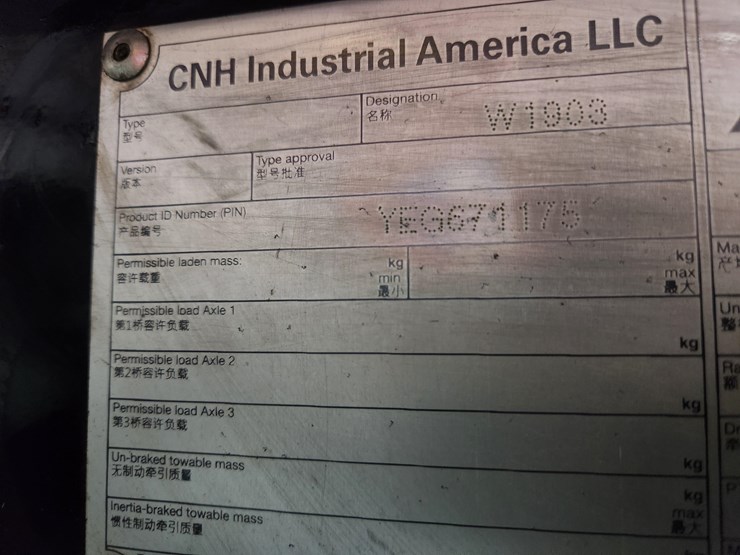 CNH Industrial America LLC
Type
型号
Designation
名称
W1903
Version
版本
Type approval
型号批准
Product ID Number (PIN)
产品编号
YEG671175
Permissible laden mass:
容许载重
kg
min
最小
kg
max
最大
Permissible load Axle 1
第1桥容许负载
kg
Permissible load Axle 2
第2桥容许负载
kg
Permissible load Axle 3
第3桥容许负载
kg
Un-braked towable mass
无制动牵引质量
kg
Inertia-braked towable mass
惯性制动牵引质量
max
最大
Ma
Un
Ra
Dr